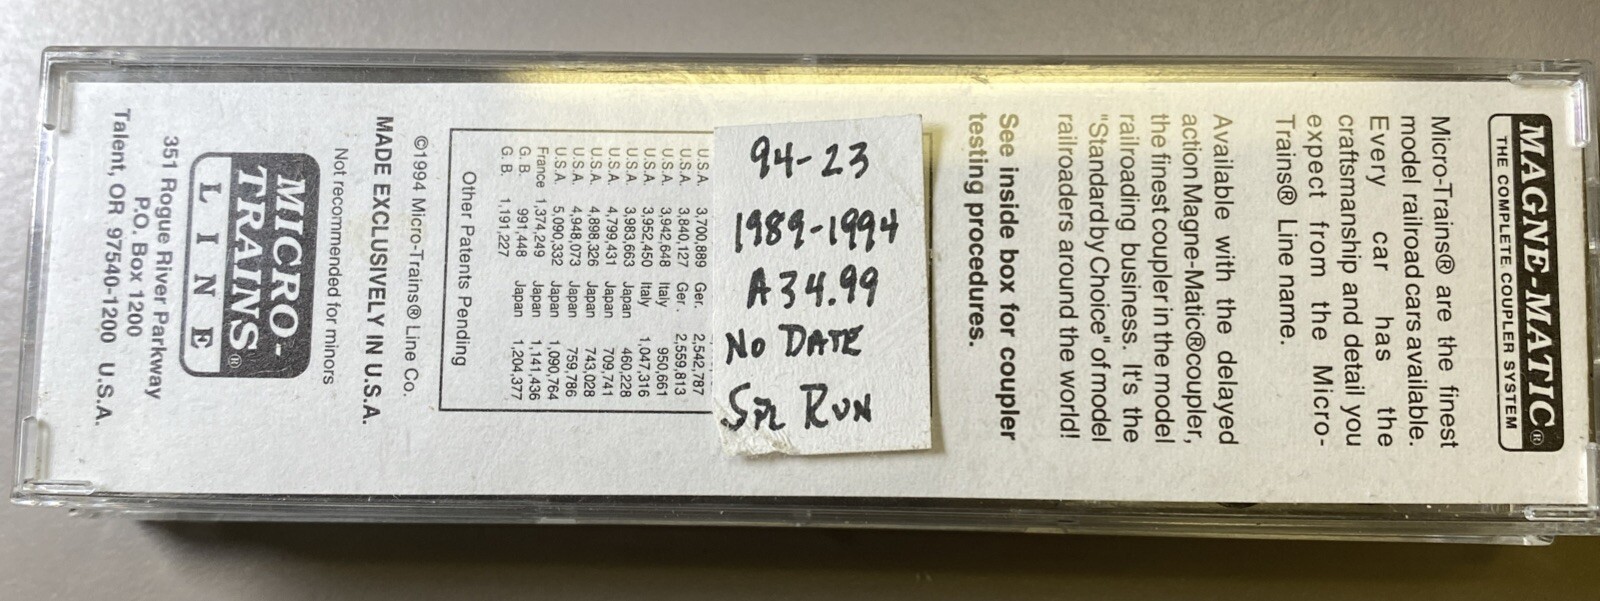 MAGNE-MATIC®
THE COMPLETE COUPLER SYSTEM
Micro-Trains® are the finest
model railroad cars available.
Every car has the
craftsmanship and detail you
expect from the Micro-
Trains® Line name.
Available with the delayed
action Magne-Matic® coupler,
the finest coupler in the model
railroading business. It's the
"Standard by Choice" of model
railroaders around the world!
See inside box for coupler
testing procedures.
94-23
1989-1994
A34.99
NO DATE
SPL RUN
U.S.A. 3,700,889 Ger. 2,542,787
U.S.A. 3,840,127 Ger. 2,559,813
U.S.A. 3,942,648 Italy 950,661
U.S.A. 3,952,450 Italy 1,047,316
U.S.A. 3,983,663 Japan 460,228
U.S.A. 4,799,431 Japan 709,741
U.S.A. 4,898,326 Japan 743,028
U.S.A. 4,948,073 Japan 759,786
U.S.A. 5,090,332 Japan 1,090,764
France 1,374,249 Japan 1,141,436
G.B. 991,448 Japan 1,204,377
G.B. 1,191,227
Other Patents Pending
©1994 Micro-Trains® Line Co.
MADE EXCLUSIVELY IN U.S.A.
Not recommended for minors
MICRO-
TRAINS®
LINE
351 Rogue River Parkway
P.O. Box 1200
Talent, OR 97540-1200 U.S.A.